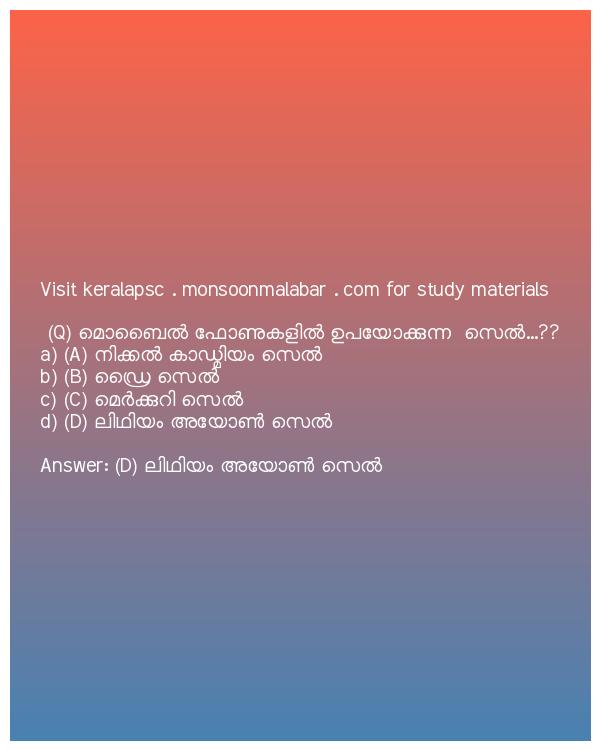 Visit keralapsc . monsoonmalabar . com for study materials
(Q) മൊബൈൽ ഫോണുകളിൽ ഉപയോക്കുന്ന സെൽ...??
a) (A) നിക്കൽ കാഡ്മിയം സെൽ
b) (B) ഡ്രൈ സെൽ
c) (C) മെർക്കുറി സെൽ
d) (D) ലിഥിയം അയോൺ സെൽ
Answer: (D) ലിഥിയം അയോൺ സെൽ